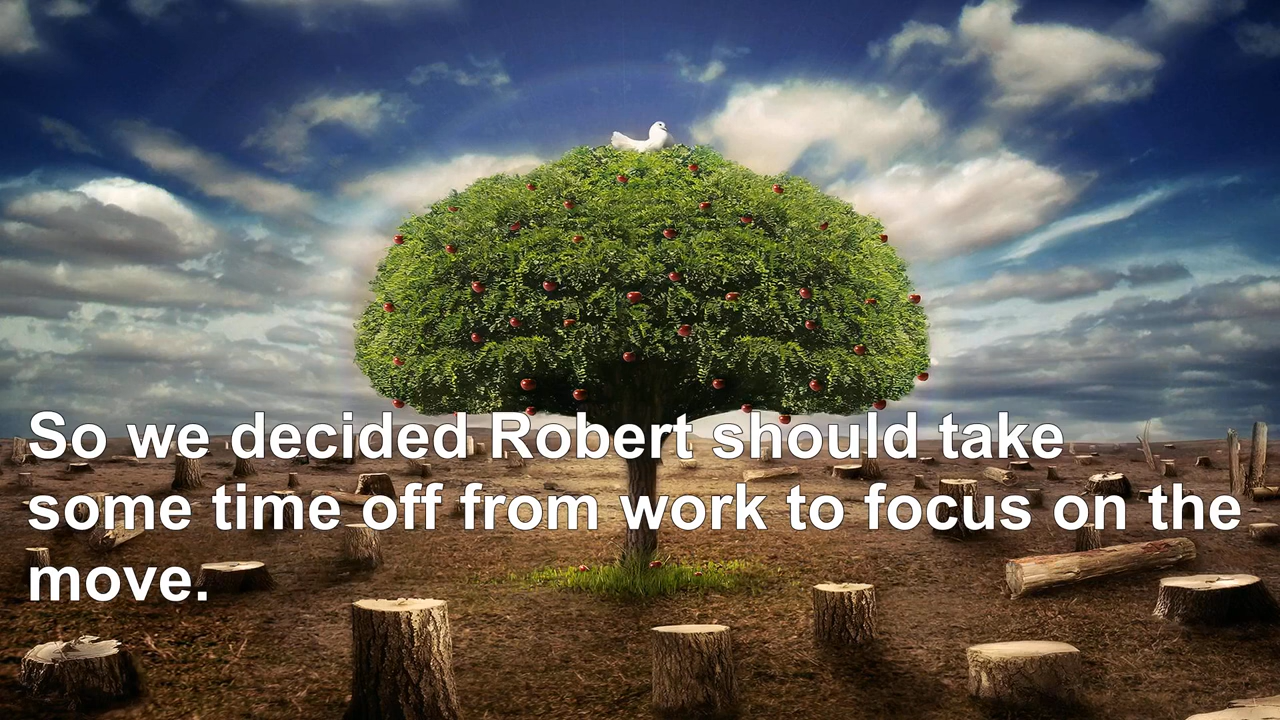 So we decided Robert should take
some time off from work to focus on the
move.